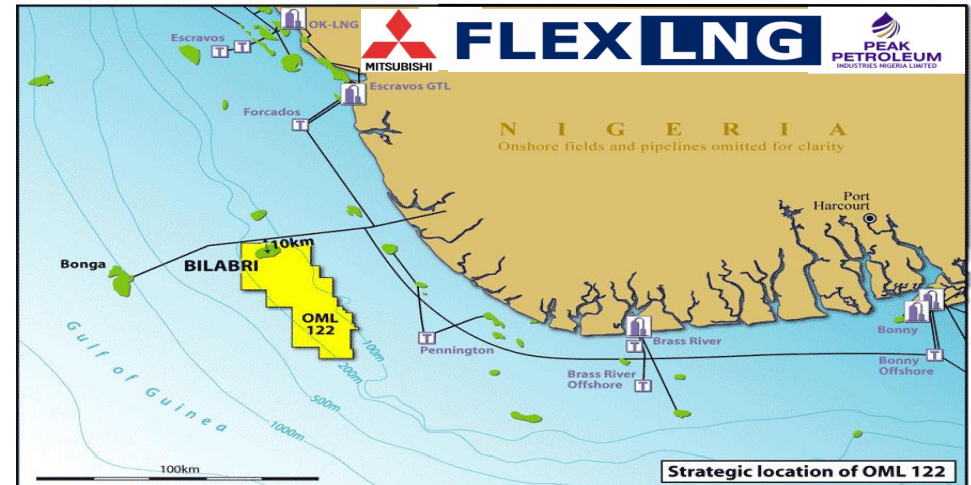 OK-LNG
Escravos
MITSUBISHI
FLEX LNG
PEAK
PETROLEUM
INDUSTRIES NIGERIA LIMITED
Escravos GTL
Forcados
T
T
T
NIGERIA
Onshore fields and pipelines omitted for clarity
Port
Harcourt
10km
Bonga
BILABRI
OML
122
100m
200m
500m
1000m
Gulf of Guinea
T
Pennington
T
Brass River
Brass River
Offshore
T
Bonny
T
Bonny
Offshore
100km
Strategic location of OML 122